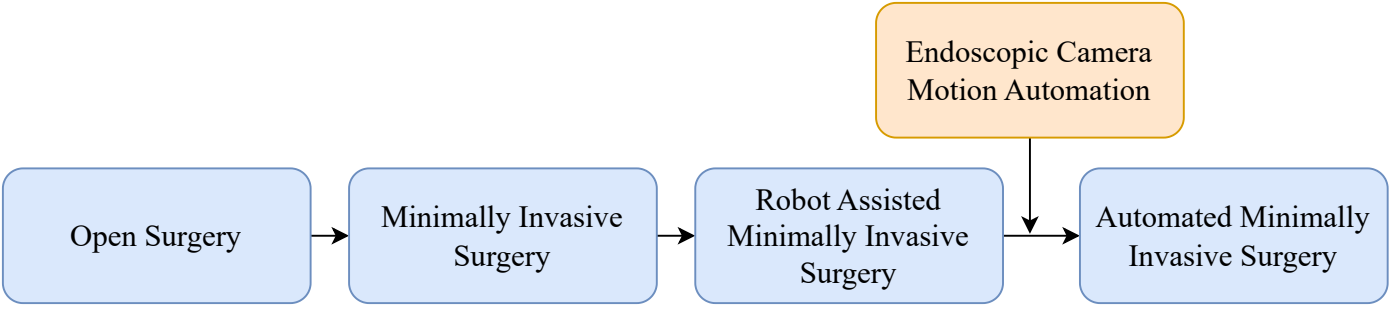 Endoscopic Camera
Motion Automation
Open Surgery
Minimally Invasive
Surgery
Robot Assisted
Minimally Invasive
Surgery
Automated Minimally
Invasive Surgery